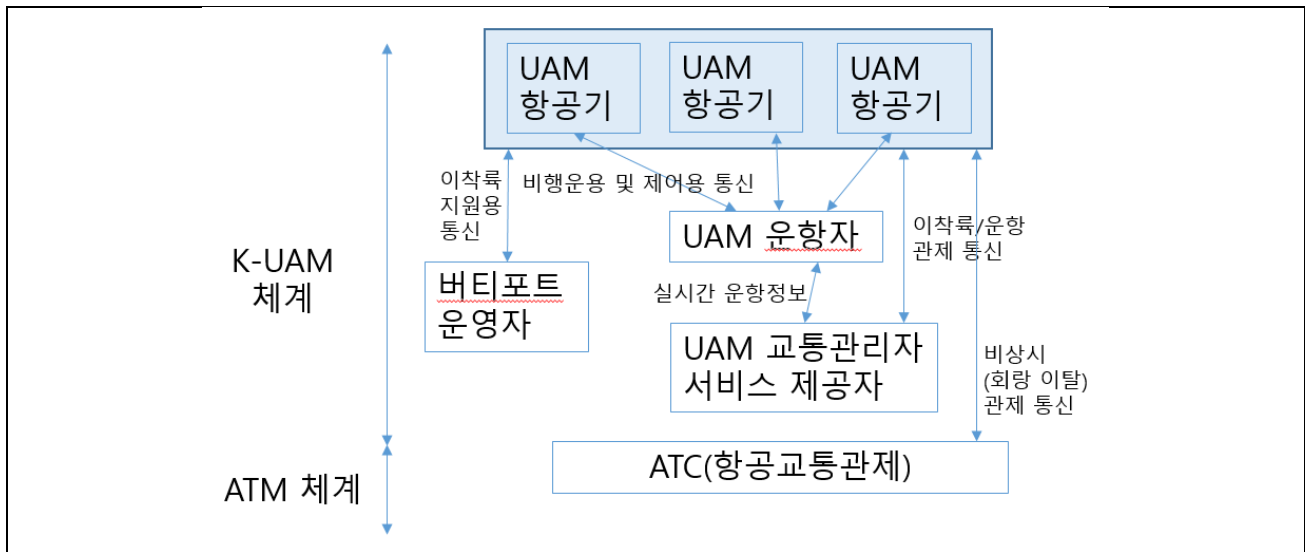 UAM
항공기
UAM
항공기
UAM
항공기
이착륙
지원용
통신
비행운용 및 제어용 통신
UAM 운항자
이착륙/운항
관제 통신
K-UAM
체계
버티포트
운영자
실시간 운항정보
UAM 교통관리자
서비스 제공자
비상시
(회랑 이탈)
관제 통신
ATM 체계
ATC(항공교통관제)